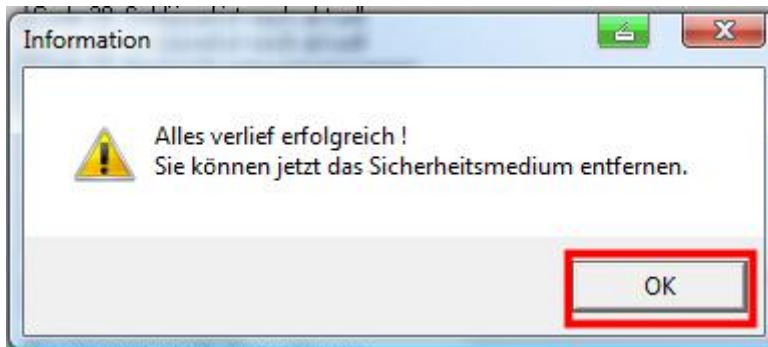 Information
Alles verlief erfolgreich !
Sie können jetzt das Sicherheitsmedium entfernen.
OK